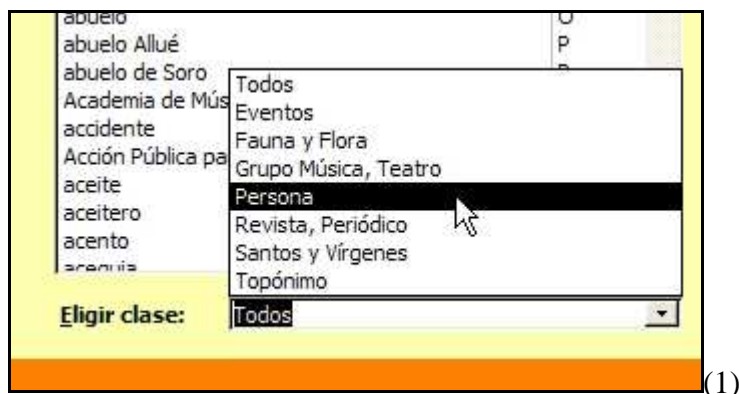 abuelo O
abuelo Allué P
abuelo de Soro
Academia de Mús
accidente
Acción Pública pa
aceite
aceitero
acento
acequia
Todos
Eventos
Fauna y Flora
Grupo Música, Teatro
Persona
Revista, Periódico
Santos y Vírgenes
Topónimo
Eligir clase: Todos
(1)